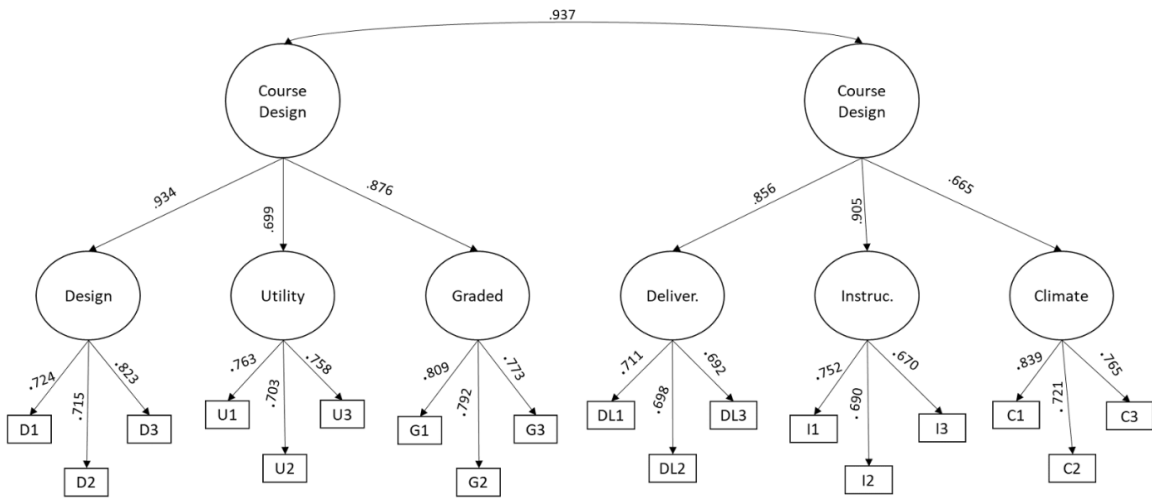 .937
Course
Design
Course
Design
.934
.699
.876
.856
.905
.665
Design
Utility
Graded
Deliver.
Instruc.
Climate
.724
.715
.823
.763
.703
.758
.809
.792
.773
.711
.698
.692
.752
.690
.670
.839
.721
.765
D1
D3
U1
U3
G1
G3
DL1
DL3
I1
I3
C1
C3
D2
U2
G2
DL2
I2
C2